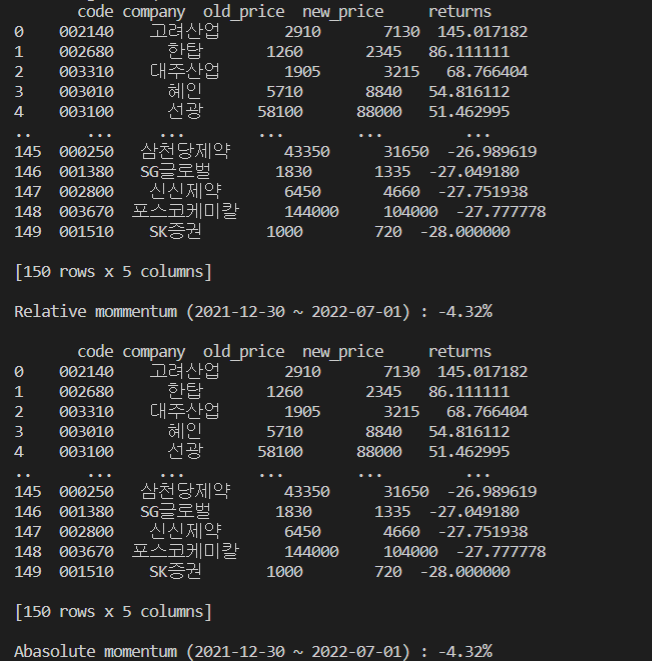 code company old_price new_price returns
0 002140 고려산업 2910 7130 145.017182
1 002680 한탑 1260 2345 86.111111
2 003310 대주산업 1905 3215 68.766404
3 003010 혜인 5710 8840 54.816112
4 003100 선광 58100 88000 51.462995
.. ... ... ... ... ...
145 000250 삼천당제약 43350 31650 -26.989619
146 001380 SG글로벌 1830 1335 -27.049180
147 002800 신신제약 6450 4660 -27.751938
148 003670 포스코케미칼 144000 104000 -27.777778
149 001510 SK증권 1000 720 -28.000000
[150 rows x 5 columns]
Relative mommentum (2021-12-30 ~ 2022-07-01) : -4.32%
code company old_price new_price returns
0 002140 고려산업 2910 7130 145.017182
1 002680 한탑 1260 2345 86.111111
2 003310 대주산업 1905 3215 68.766404
3 003010 혜인 5710 8840 54.816112
4 003100 선광 58100 88000 51.462995
.. ... ... ... ... ...
145 000250 삼천당제약 43350 31650 -26.989619
146 001380 SG글로벌 1830 1335 -27.049180
147 002800 신신제약 6450 4660 -27.751938
148 003670 포스코케미칼 144000 104000 -27.777778
149 001510 SK증권 1000 720 -28.000000
[150 rows x 5 columns]
Abasolute momentum (2021-12-30 ~ 2022-07-01) : -4.32%